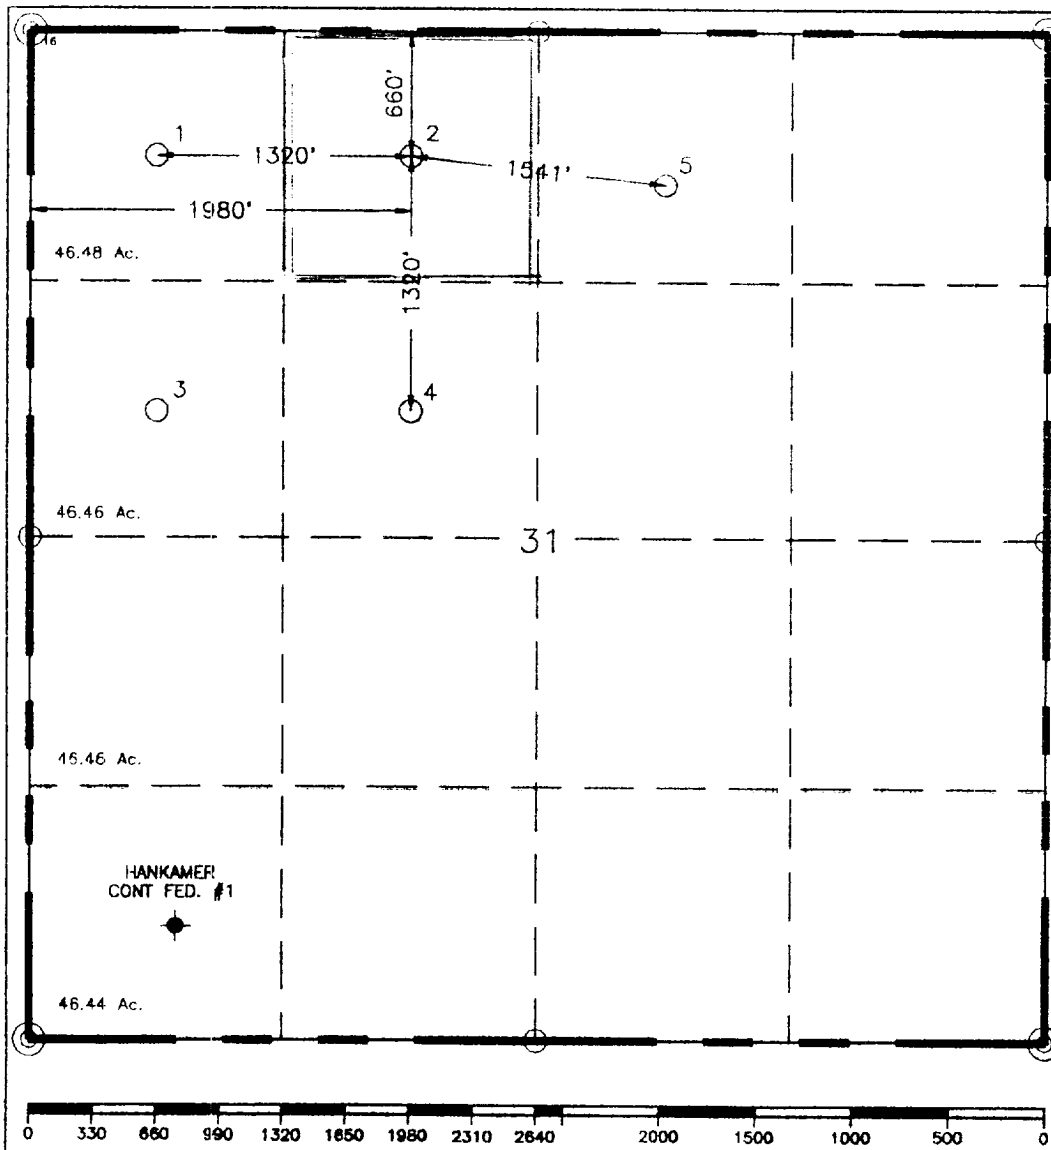 16
660'
1
2
1320'
1541'
5
1980'
46.48 Ac.
1320'
3
4
46.46 Ac.
31
46.46 Ac.
HANKAMER
CONT FED. #1
46.44 Ac.
0 330 660 990 1320 1650 1980 2310 2640 2000 1500 1000 500 0